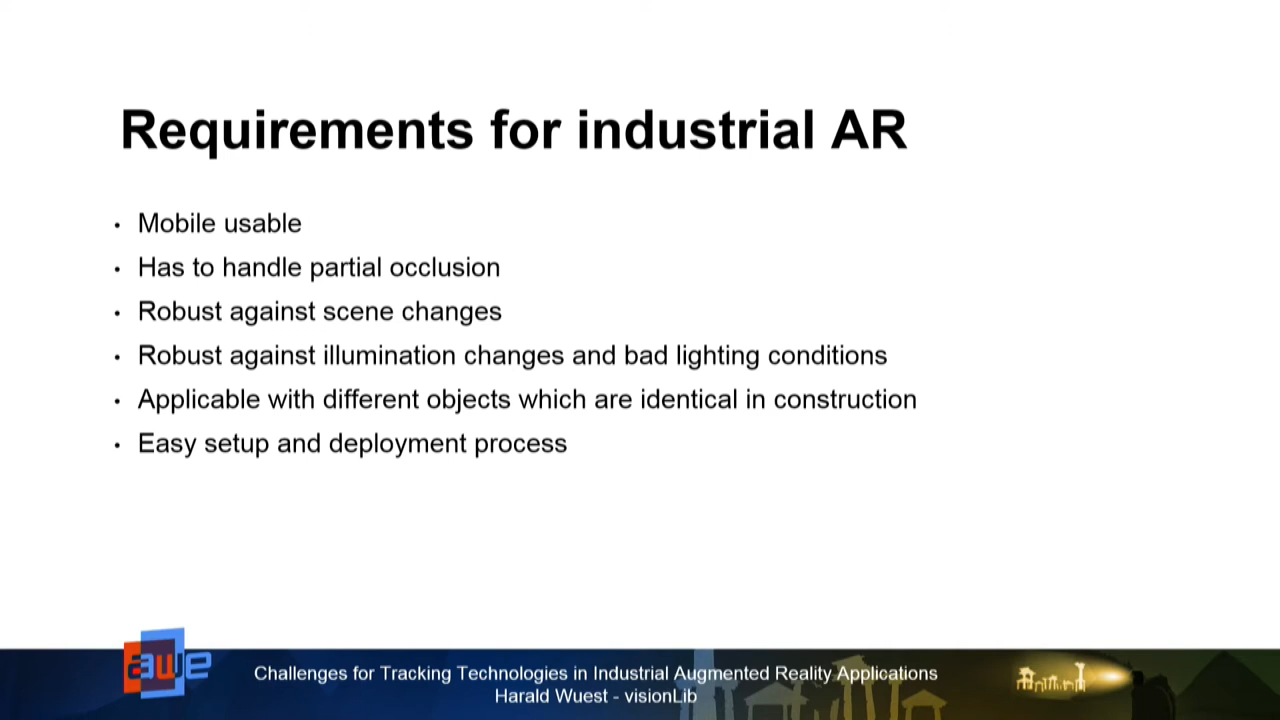 Requirements for industrial AR
• Mobile usable
• Has to handle partial occlusion
• Robust against scene changes
• Robust against illumination changes and bad lighting conditions
• Applicable with different objects which are identical in construction
• Easy setup and deployment process
awe
Challenges for Tracking Technologies in Industrial Augmented Reality Applications
Harald Wuest - visionLib